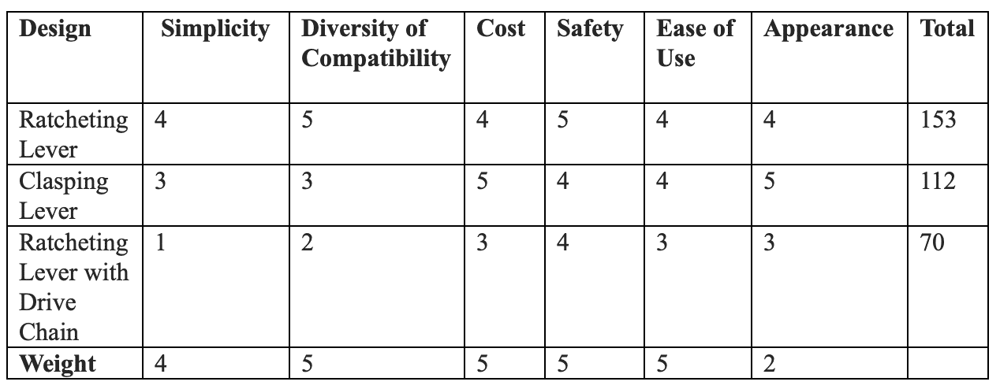 Design Simplicity Diversity of Cost Safety Ease of Appearance Total
Compatibility Use
Ratcheting 4 5 4 5 4 4 153
Lever
Clasping 3 3 5 4 4 5 112
Lever
Ratcheting 1 2 3 4 3 3 70
Lever with
Drive
Chain
Weight 4 5 5 5 5 2